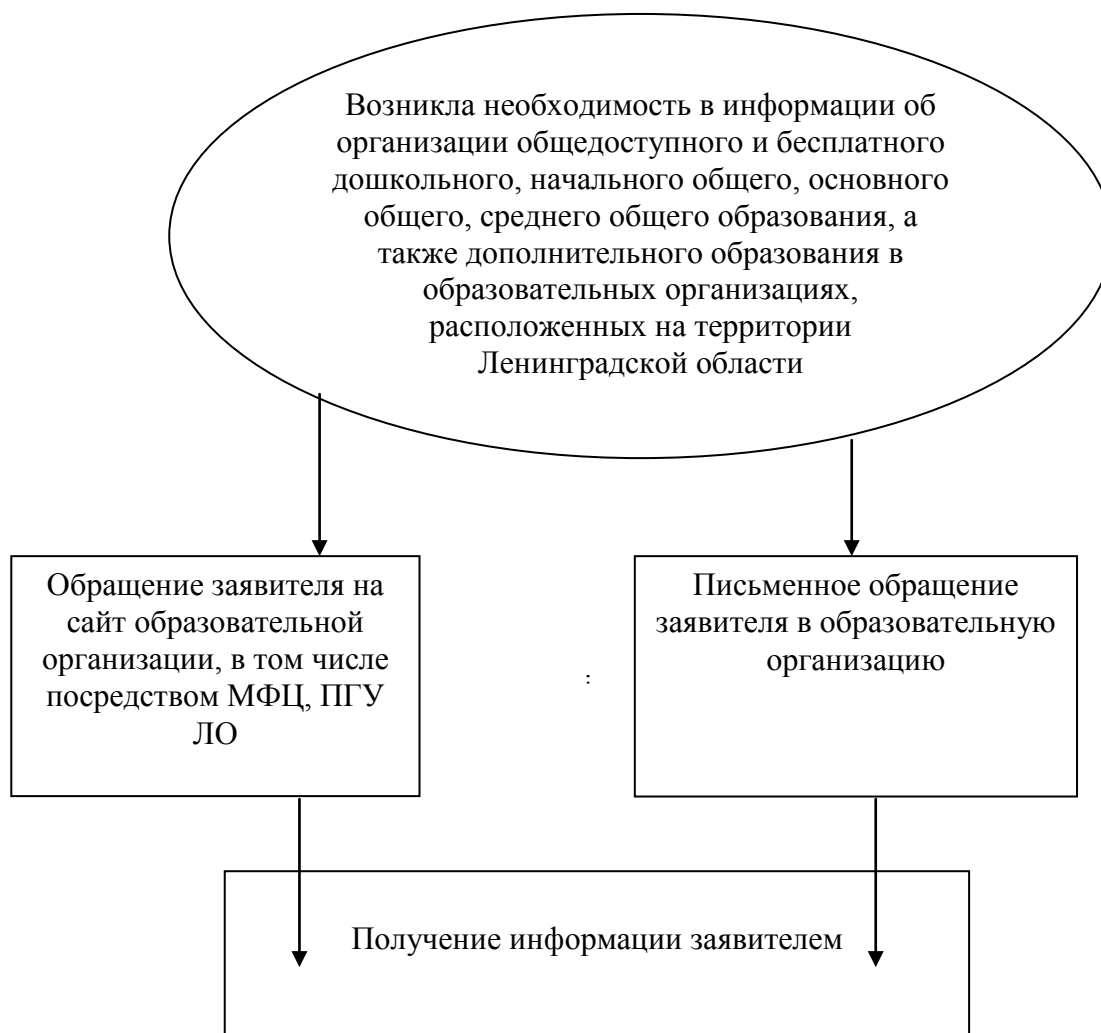 Возникла необходимость в информации об
организации общедоступного и бесплатного
дошкольного, начального общего, основного
общего, среднего общего образования, а
также дополнительного образования в
образовательных организациях,
расположенных на территории
Ленинградской области
Обращение заявителя на
сайт образовательной
организации, в том числе
посредством МФЦ, ПГУ
ЛО
Письменное обращение
заявителя в образовательную
организацию
:
Получение информации заявителем